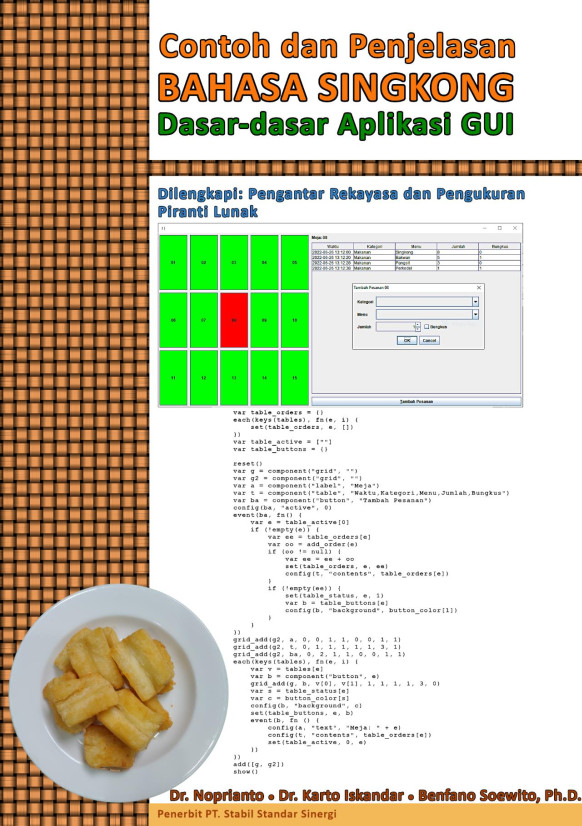 Contoh dan Penjelasan
BAHASA SINGKONG
Dasar-dasar Aplikasi GUI
Dilengkapi: Pengantar Rekayasa dan Pengukuran
Piranti Lunak
01 02 03 04 05
06 07 08 09 10
11 12 13 14 15
Meja: 08
Waktu Kategori Menu Jumlah Bungkus
2022-05-25 13:12:00 Makanan Singkong
2022-05-25 13:12:20 Makanan Bakwan 5 1
2022-05-25 13:12:28 Makanan Pangsit 3 0
2022-05-25 13:12:38 Makanan Perkedel 1 1
Tambah Pesanan 08
Kategori
Menu
Jumlah
Bungkus
OK Cancel
Tambah Pesanan
var table_orders = {}
each(keys(tables), fn(e, i) {
set(table_orders, e, [])
})
var table_active = [""]
var table_buttons = {}
reset()
var g = component("grid", "")
var g2 = component("grid", "")
var a = component("label", "Meja")
var t = component("table", "Waktu,Kategori,Menu,Jumlah,Bungkus")
var ba = component("button", "Tambah Pesanan")
config(ba, "active", 0)
event(ba, fn() {
var e = table_active[0]
if (!empty(e)) {
var ee = table_orders[e]
var oo = add_order(e)
if (oo != null) {
var ee = ee + oo
set(table_orders, e, ee)
config(t, "contents", table_orders[e])
}
if (!empty(ee)) {
set(table_status, e, 1)
var b = table_buttons[e]
config(b, "background", button_color[1])
}
}
})
grid_add(g2, a, 0, 0, 1, 1, 0, 0, 1, 1)
grid_add(g2, t, 0, 1, 1, 1, 1, 1, 3, 1)
grid_add(g2, ba, 0, 2, 1, 1, 0, 0, 1, 1)
each(keys(tables), fn(e, i) {
var v = tables[e]
var b = component("button", e)
grid_add(g, b, v[0], v[1], 1, 1, 1, 1, 3, 0)
var s = table_status[e]
var c = button_color[s]
config(b, "background", c)
set(table_buttons, e, b)
event(b, fn () {
config(a, "text", "Meja: " + e)
config(t, "contents", table_orders[e])
set(table_active, 0, e)
})
})
add([g, g2])
show()
Dr. Noprianto • Dr. Karto Iskandar • Benfano Soewito, Ph.D.
Penerbit PT. Stabil Standar Sinergi